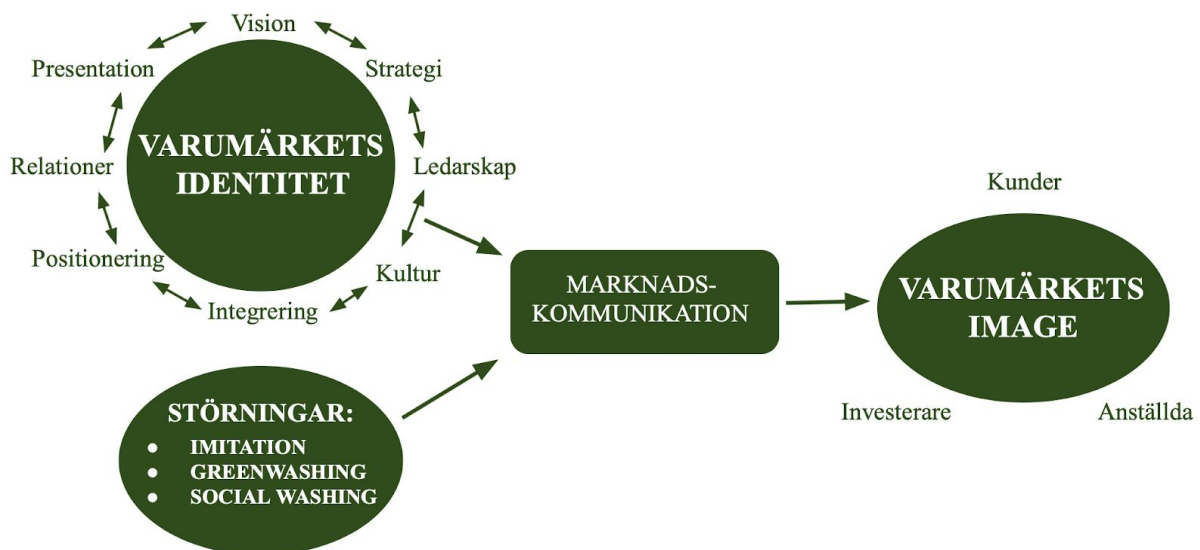 Vision
Presentation
Strategi
VARUMÄRKETS
IDENTITET
Relationer
Ledarskap
Positionering
Kultur
Integrering
STÖRNINGAR:
● IMITATION
● GREENWASHING
● SOCIAL WASHING
MARKNADS-
KOMMUNIKATION
Kunder
VARUMÄRKETS
IMAGE
Investerare
Anställda